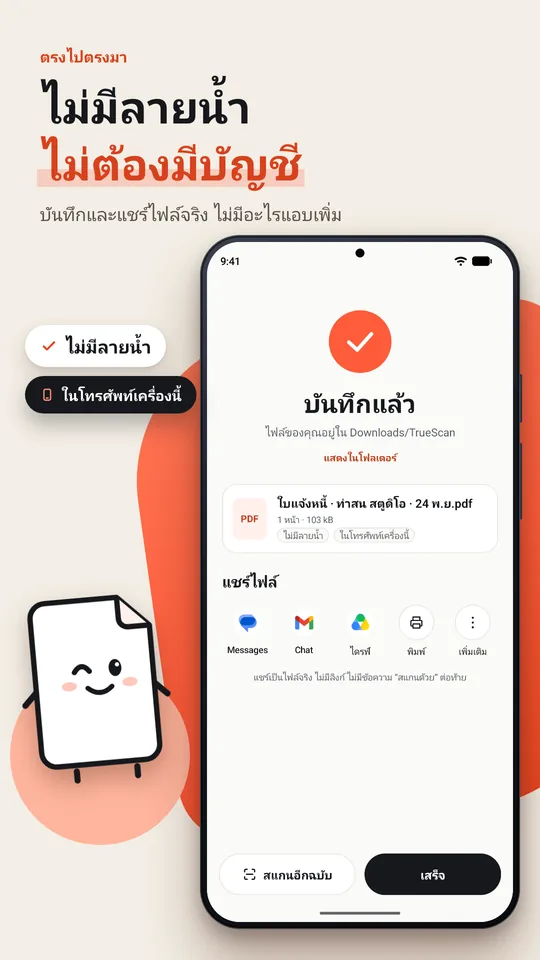 ตรงไปตรงมา
ไม่มีลายน้ำ
ไม่ต้องมีบัญชี
บันทึกและแชร์ไฟล์จริง ไม่มีอะไรแอบเพิ่ม
9:41
ไม่มีลายน้ำ
ในโทรศัพท์เครื่องนี้
บันทึกแล้ว
ไฟล์ของคุณอยู่ใน Downloads/TrueScan
แสดงในโฟลเดอร์
PDF
ใบแจ้งหนี้ · ท่าสน สตูดิโอ · 24 พ.ย.pdf
1 หน้า · 103 kB
ไม่มีลายน้ำ ในโทรศัพท์เครื่องนี้
แชร์ไฟล์
Messages Chat ไดรฟ์ พิมพ์ เพิ่มเติม
แชร์เป็นไฟล์จริง ไม่มีลิงก์ ไม่มีข้อความ “สแกนด้วย” ต่อท้าย
สแกนอีกฉบับ เสร็จ